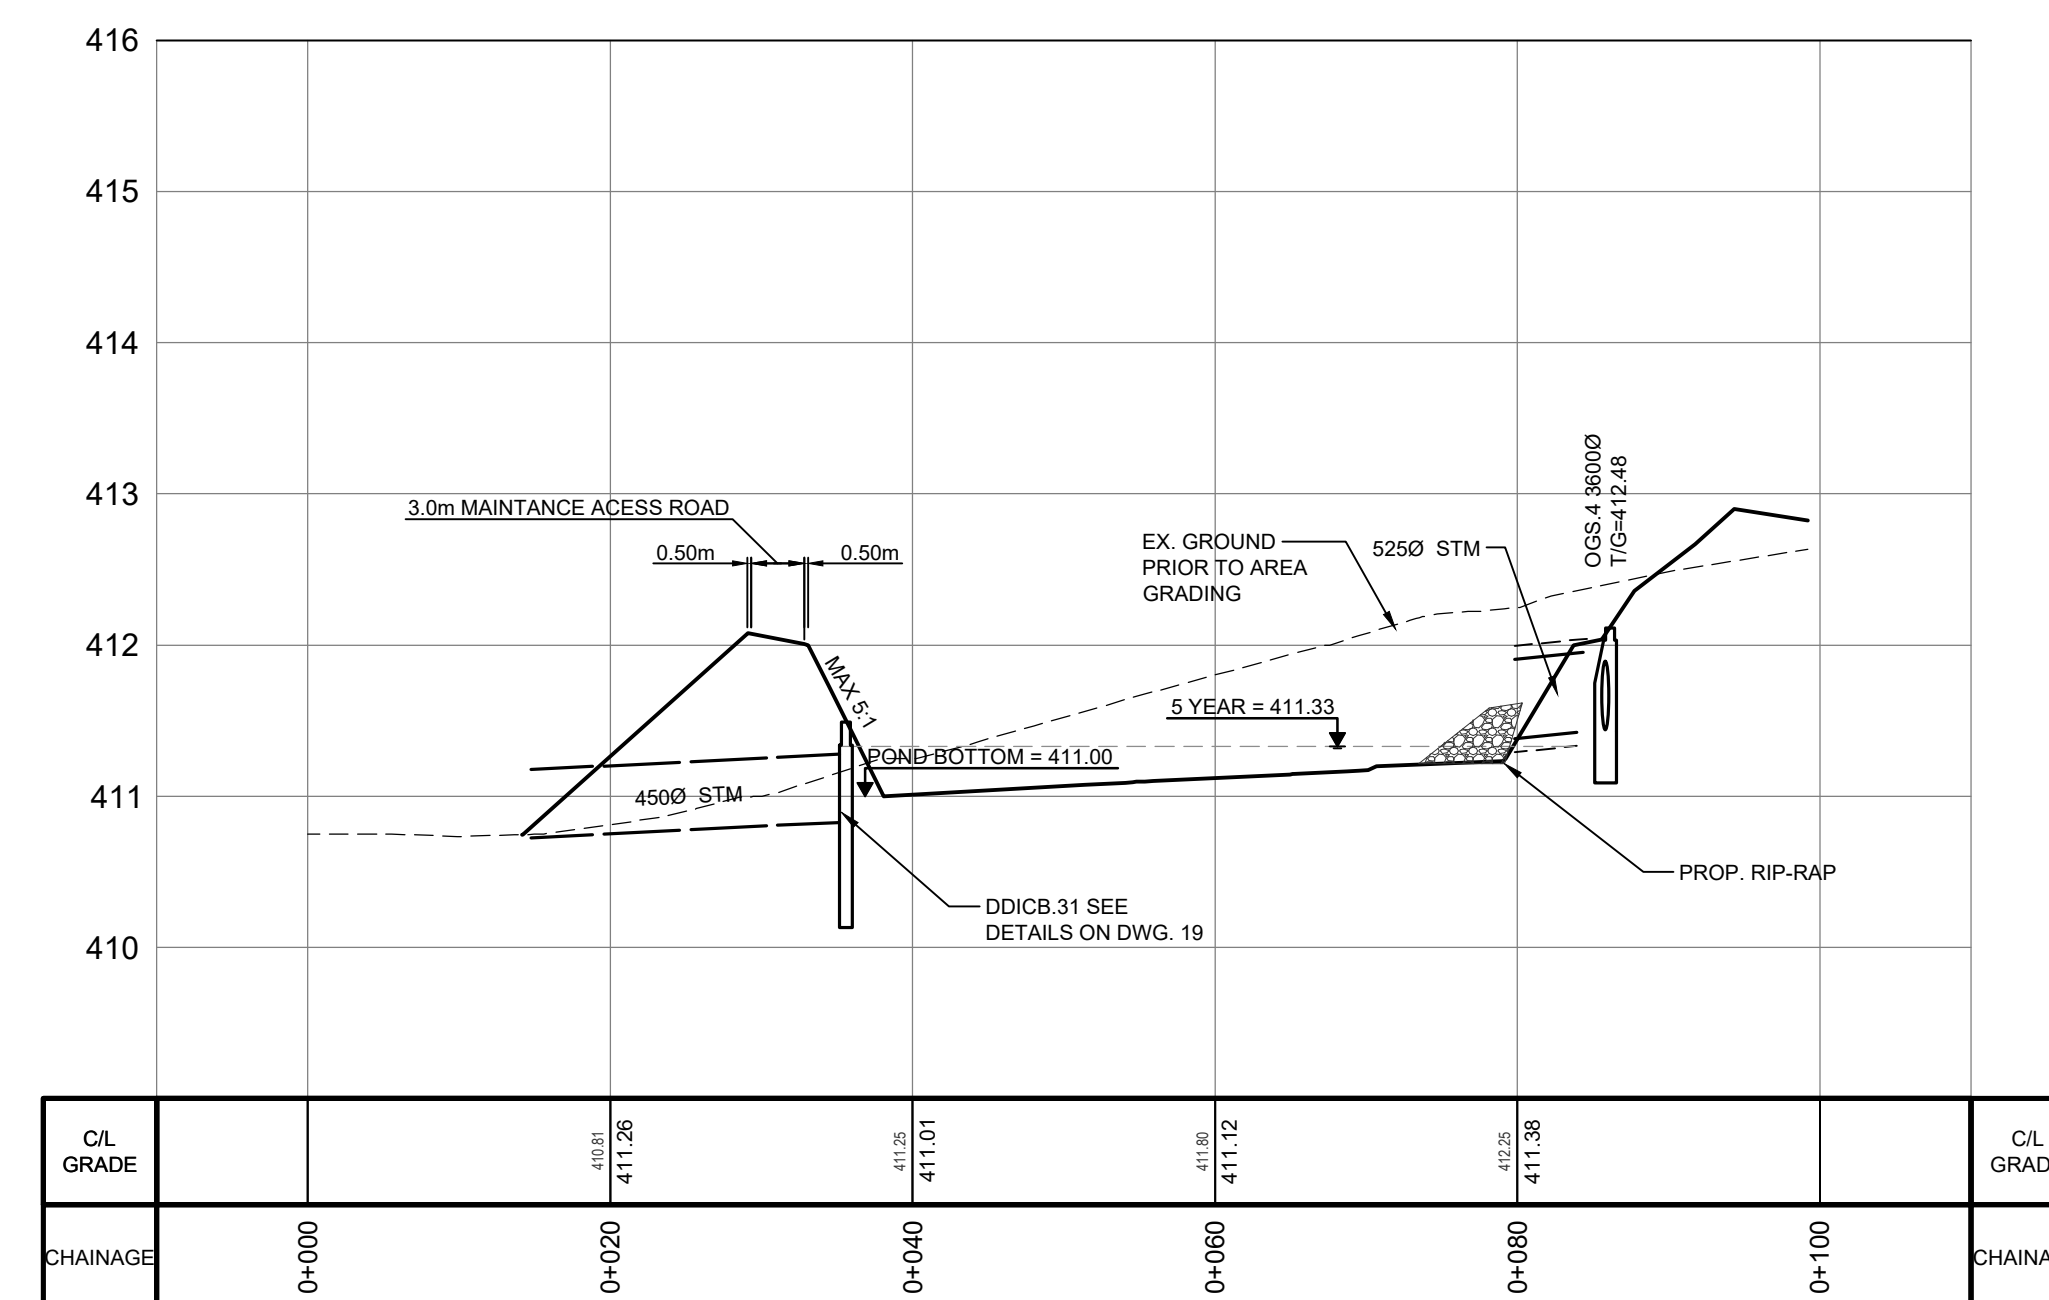 416
415
414
413
412
411
410
3.0m MAINTANCE ACESS ROAD
0.50m
0.50m
MAX 5:1
EX. GROUND
PRIOR TO AREA
GRADING
525Ø STM
OGS.4 3600Ø
T/G=412.48
5 YEAR = 411.33
POND BOTTOM = 411.00
450Ø STM
DDICB.31 SEE
DETAILS ON DWG. 19
PROP. RIP-RAP
C/L
GRADE
410.81
411.26
411.25
411.01
411.80
411.12
412.25
411.38
C/L
GRAD
CHAINAGE
0+000
0+020
0+040
0+060
0+080
0+100
CHAINA